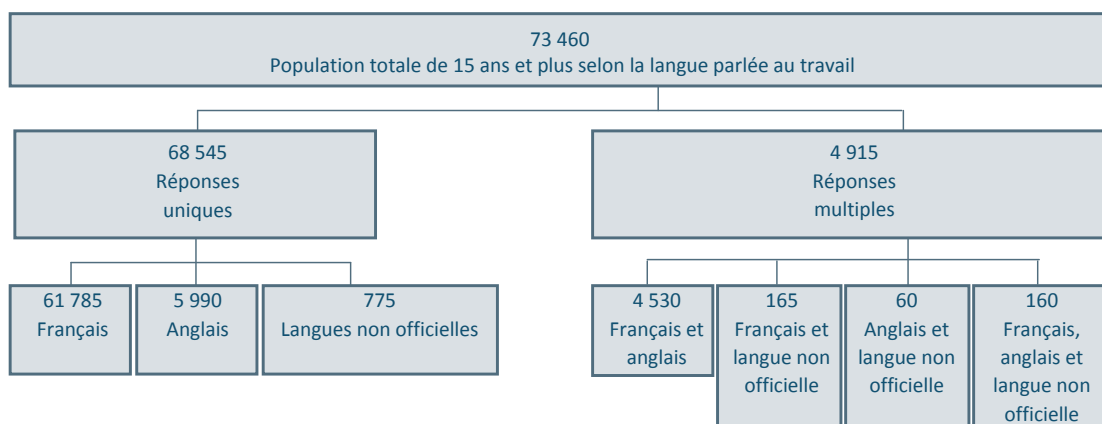 73 460
Population totale de 15 ans et plus selon la langue parlée au travail
68 545
Réponses
uniques
4 915
Réponses
multiples
61 785
Français
5 990
Anglais
775
Langues non officielles
4 530
Français et
anglais
165
Français et
langue non
officielle
60
Anglais et
langue non
officielle
160
Français,
anglais et
langue non
officielle